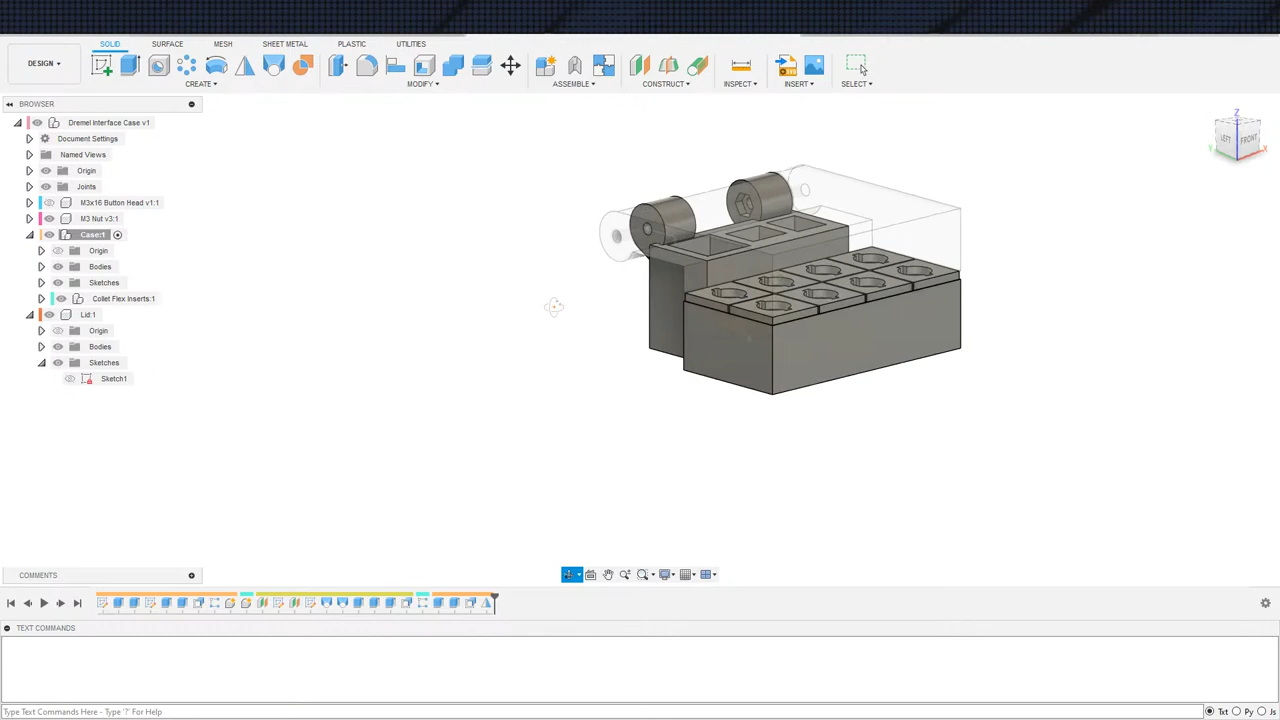 SOLID SURFACE MESH SHEET METAL PLASTIC UTILITIES
DESIGN
CREATE MODIFY ASSEMBLE CONSTRUCT INSPECT INSERT SELECT
BROWSER
Dremel Interface Case v1
Document Settings
Named Views
Origin
Joints
M3x16 Button Head v1:1
M3 Nut v3:1
Case:1
Origin
Bodies
Sketches
Collet Flex Inserts:1
Lid:1
Origin
Bodies
Sketches
Sketch1
Z
LEFT FRONT
Y X
COMMENTS
TEXT COMMANDS
Type Text Commands Here - Type '?' For Help
Txt Py Js